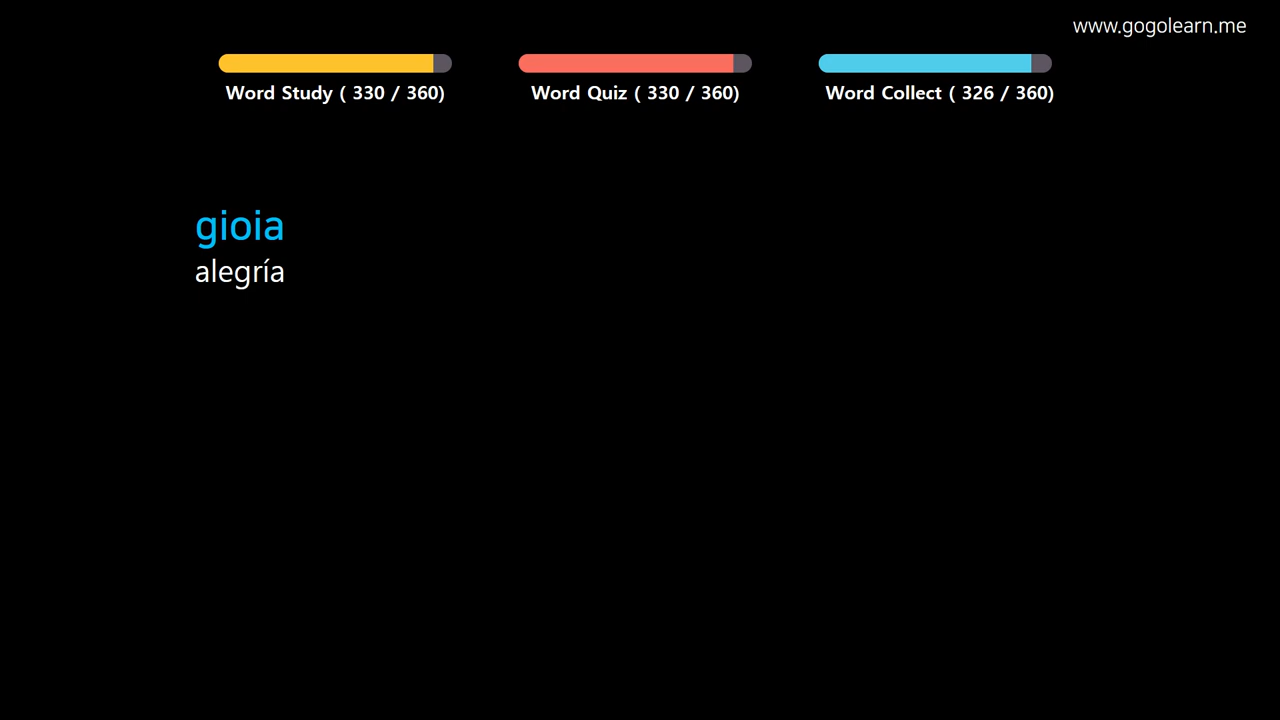 www.gogolearn.me
Word Study ( 330 / 360)
Word Quiz ( 330 / 360)
Word Collect ( 326 / 360)
gioia
alegría